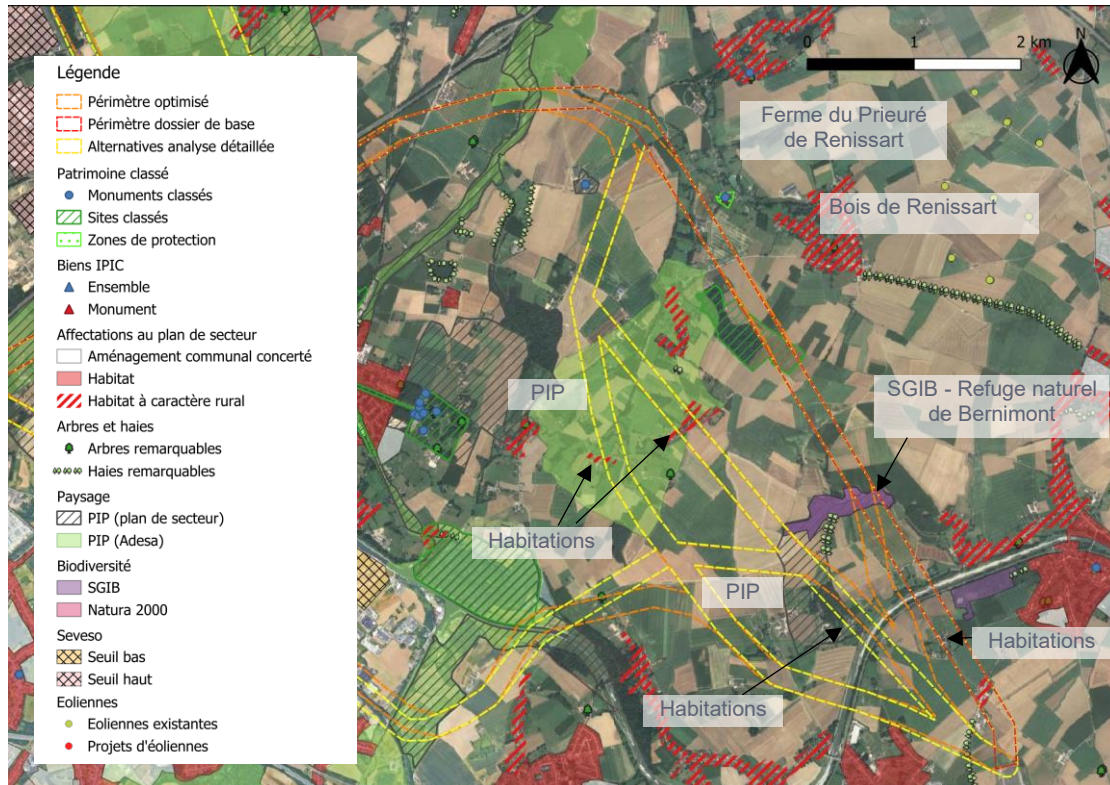 Légende
Périmètre optimisé
Périmètre dossier de base
Alternatives analyse détaillée
Patrimoine classé
Monuments classés
Sites classés
Zones de protection
Biens IPIC
Ensemble
Monument
Affectations au plan de secteur
Aménagement communal concerté
Habitat
Habitat à caractère rural
Arbres et haies
Arbres remarquables
Haies remarquables
Paysage
PIP (plan de secteur)
PIP (Adesa)
Biodiversité
SGIB
Natura 2000
Seveso
Seuil bas
Seuil haut
Eoliennes
Eoliennes existantes
Projets d'éoliennes
0 1 2 km
N
Ferme du Prieuré
de Renissart
Bois de Renissart
PIP
SGIB - Refuge naturel
de Bernimont
Habitations
PIP
Habitations
Habitations